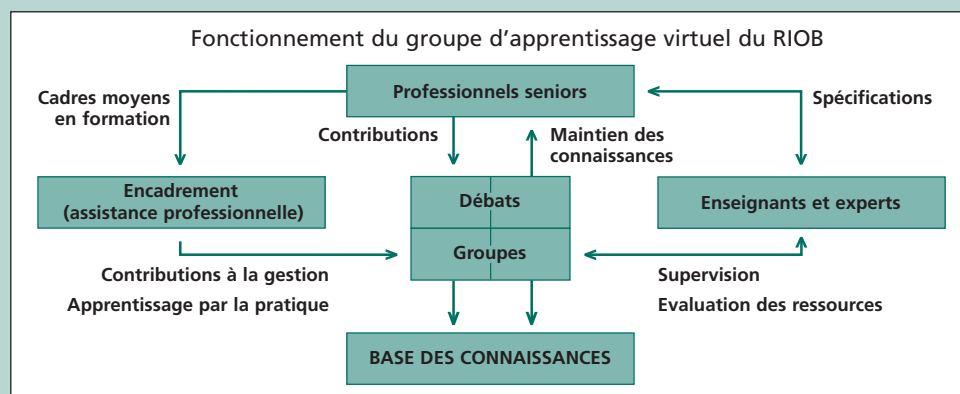 Fonctionnement du groupe d'apprentissage virtuel du RIOB
Professionnels seniors
Cadres moyens
en formation
Contributions
Maintien des
connaissances
Spécifications
Encadrement
(assistance professionnelle)
Débats
Groupes
Enseignants et experts
Contributions à la gestion
Apprentissage par la pratique
Supervision
Evaluation des ressources
BASE DES CONNAISSANCES